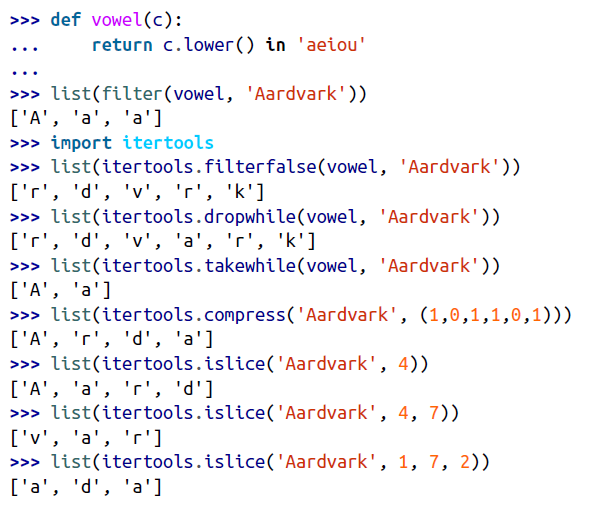 >>> def vowel(c):
...     return c.lower() in 'aeiou'
...
>>> list(filter(vowel, 'Aardvark'))
['A', 'a', 'a']
>>> import itertools
>>> list(itertools.filterfalse(vowel, 'Aardvark'))
['r', 'd', 'v', 'r', 'k']
>>> list(itertools.dropwhile(vowel, 'Aardvark'))
['r', 'd', 'v', 'a', 'r', 'k']
>>> list(itertools.takewhile(vowel, 'Aardvark'))
['A', 'a']
>>> list(itertools.compress('Aardvark', (1,0,1,1,0,1)))
['A', 'r', 'd', 'a']
>>> list(itertools.islice('Aardvark', 4))
['A', 'a', 'r', 'd']
>>> list(itertools.islice('Aardvark', 4, 7))
['v', 'a', 'r']
>>> list(itertools.islice('Aardvark', 1, 7, 2))
['a', 'd', 'a']